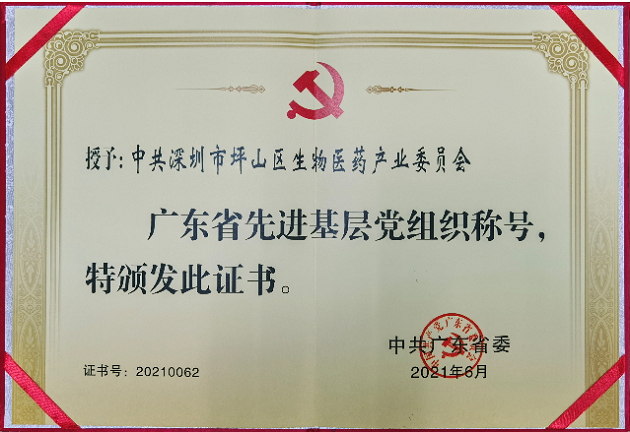 授予:中共深圳市坪山区生物医药产业委员会
广东省先进基层党组织称号,
特颁发此证书。
中共广东省委
2021年6月
证书号:20210062